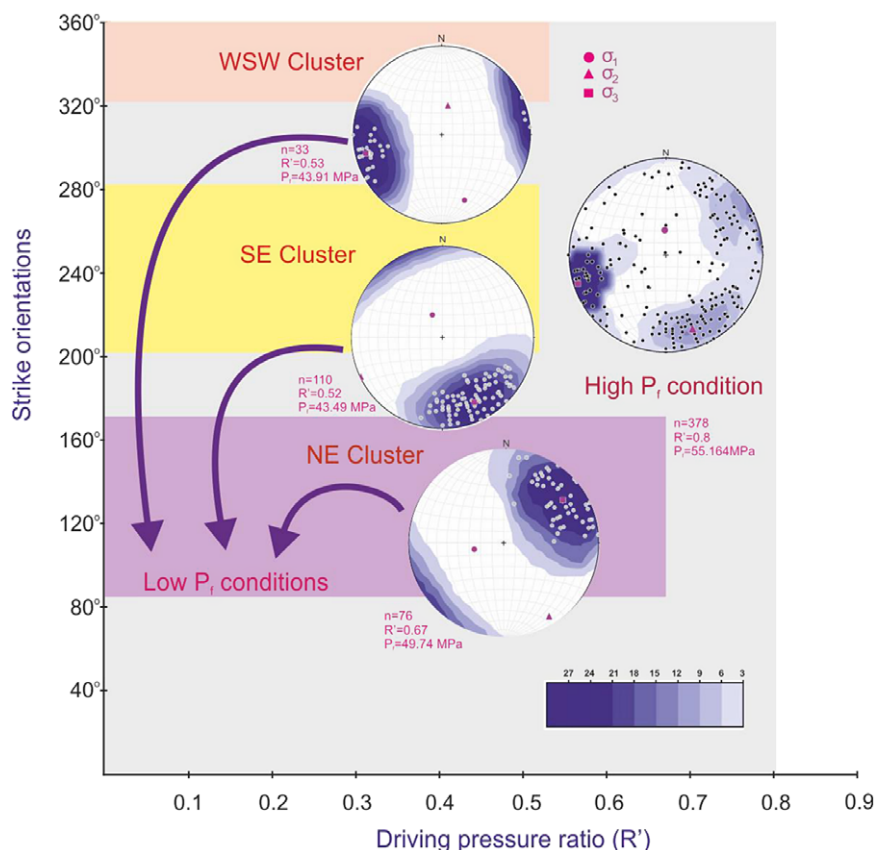 360°
320°
280°
240°
200°
160°
120°
80°
40°
Strike orientations
WSW Cluster
N
n=33
R'=0.53
Pf=43.91 MPa
σ1
σ2
σ3
SE Cluster
N
n=110
R'=0.52
Pf=43.49 MPa
N
High Pf condition
n=378
R'=0.8
Pf=55.164MPa
NE Cluster
N
n=76
R'=0.67
Pf=49.74 MPa
Low Pf conditions
27 24 21 18 15 12 9 6 3
0.1 0.2 0.3 0.4 0.5 0.6 0.7 0.8 0.9
Driving pressure ratio (R')